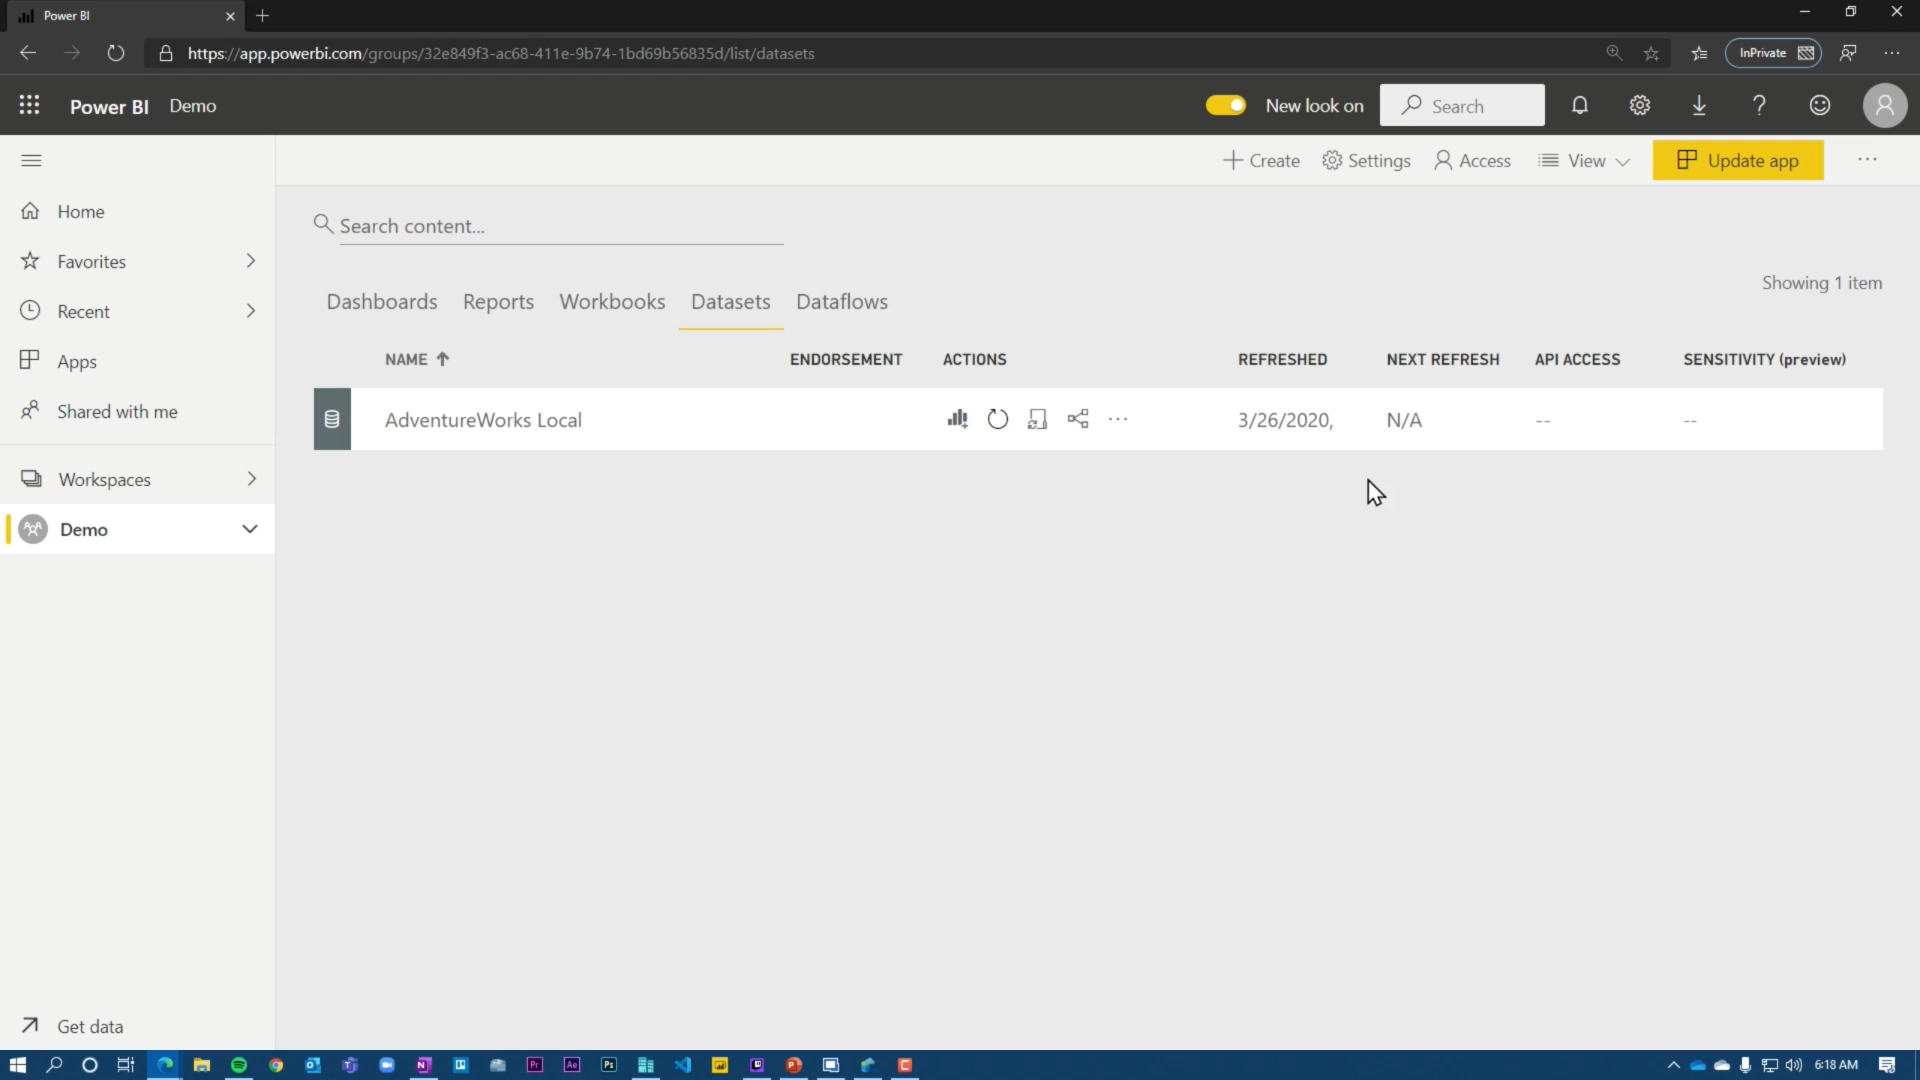 Power BI
https://app.powerbi.com/groups/32e849f3-ac68-411e-9b74-1bd69b56835d/list/datasets
InPrivate
Power BI Demo
New look on
Search
Create Settings Access View Update app
Home
Favorites
Recent
Apps
Shared with me
Workspaces
Demo
Get data
Search content...
Showing 1 item
Dashboards Reports Workbooks Datasets Dataflows
NAME ENDORSEMENT ACTIONS REFRESHED NEXT REFRESH API ACCESS SENSITIVITY (preview)
AdventureWorks Local 3/26/2020, N/A -- --
Pr Ae Ps
6:18 AM